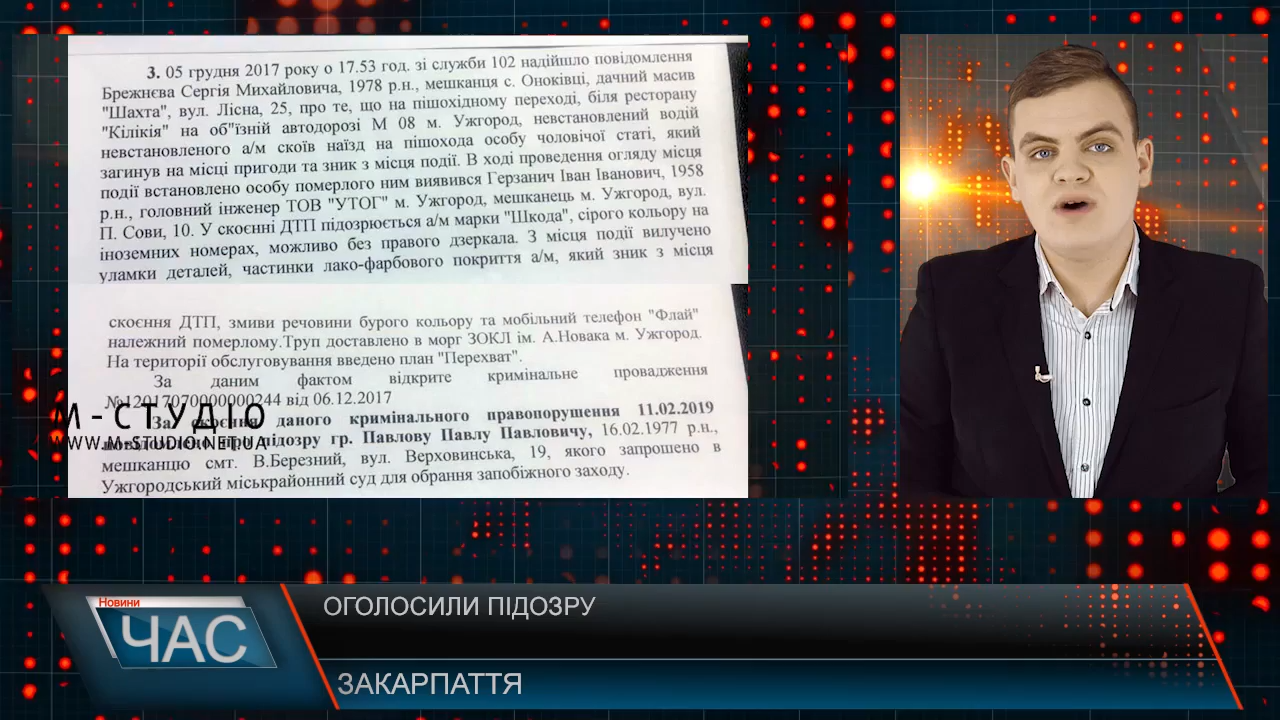 3. 05 грудня 2017 року о 17.53 год. зі служби 102 надійшло повідомлення
Брежнєва Сергія Михайловича, 1978 р.н., мешканця с. Оноківці, дачний масив
"Шахта", вул. Лісна, 25, про те, що на пішохідному переході, біля ресторану
"Кілікія" на об"їзній автодорозі М 08 м. Ужгород, невстановлений водій
невстановленого а/м скоїв наїзд на пішохода особу чоловічої статі, який
загинув на місці пригоди та зник з місця події. В ході проведення огляду місця
події встановлено особу померлого ним виявився Герзанич Іван Іванович, 1958
р.н., головний інженер ТОВ "УТОГ" м. Ужгород, мешканець м. Ужгород, вул.
П. Сови, 10. У скоєнні ДТП підозрюється а/м марки "Шкода", сірого кольору на
іноземних номерах, можливо без правого дзеркала. З місця події вилучено
уламки деталей, частинки лако-фарбового покриття а/м, який зник з місця
скоєння ДТП, змиви речовини бурого кольору та мобільний телефон "Флай"
належний померлому.Труп доставлено в морг ЗОКЛ ім. А.Новака м. Ужгород.
На території обслуговування введено план "Перехват".
За даним фактом відкрите кримінальне провадження
№12017070000000244 від 06.12.2017
М-СТУДІО
За скоєння даного кримінального правопорушення 11.02.2019
WWW.M-STUDIO.NET.UA
підозру гр. Павлову Павлу Павловичу, 16.02.1977 р.н.,
мешканцю смт. В.Березний, вул. Верховинська, 19, якого запрошено в
Ужгородський міськрайонний суд для обрання запобіжного заходу.
Новини
ЧАС
ОГОЛОСИЛИ ПІДОЗРУ
ЗАКАРПАТТЯ